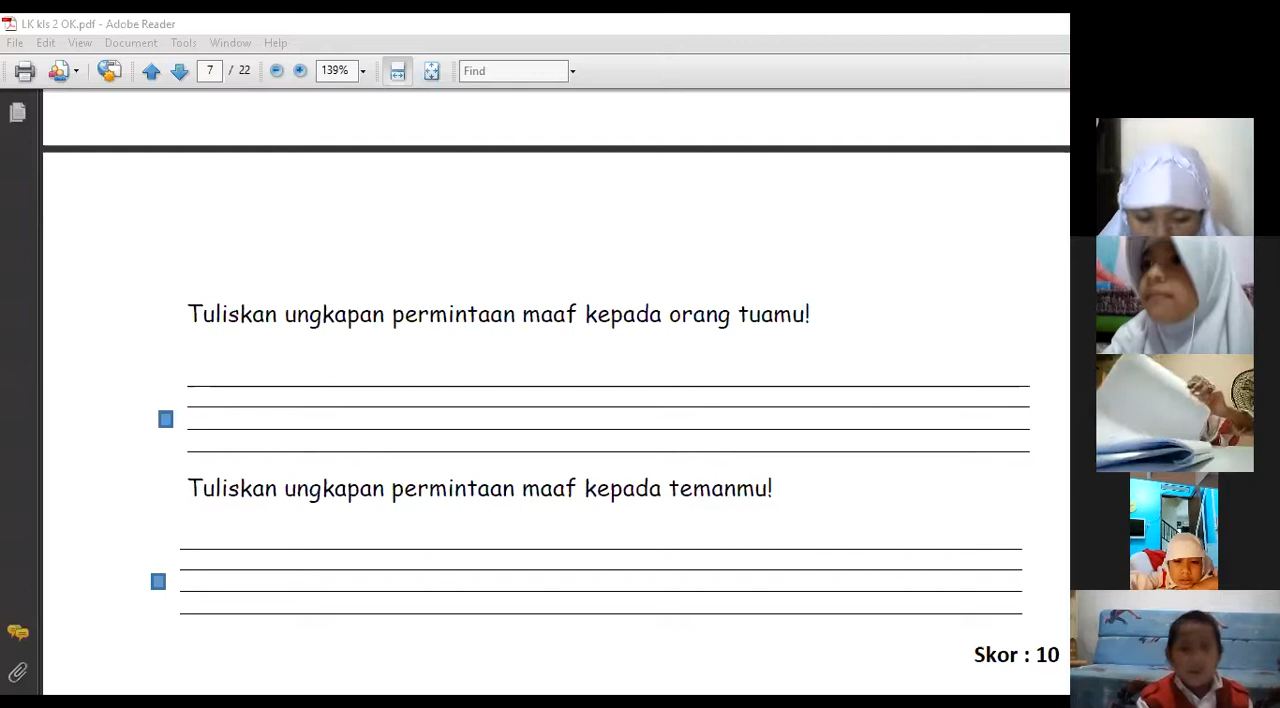 LK kls 2 OK.pdf - Adobe Reader
File Edit View Document Tools Window Help
7 / 22 139% Find
Tuliskan ungkapan permintaan maaf kepada orang tuamu!
Tuliskan ungkapan permintaan maaf kepada temanmu!
Skor : 10